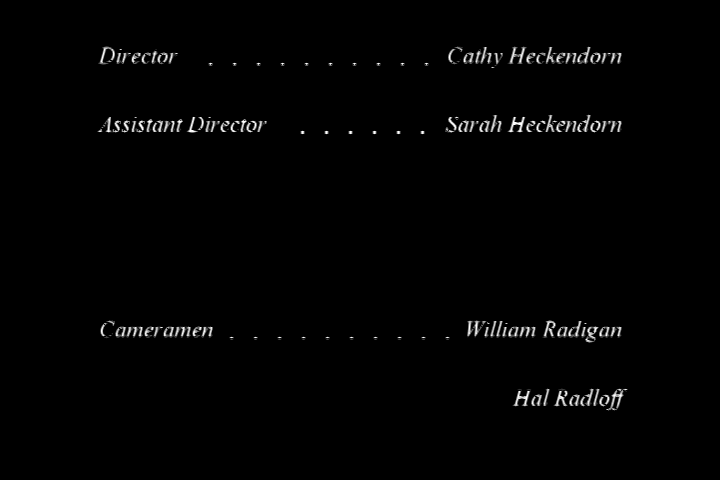 Director . . . . . . . . . . Cathy Heckendorn
Assistant Director . . . . . . Sarah Heckendorn
Cameramen . . . . . . . . . . William Radigan
Hal Radloff